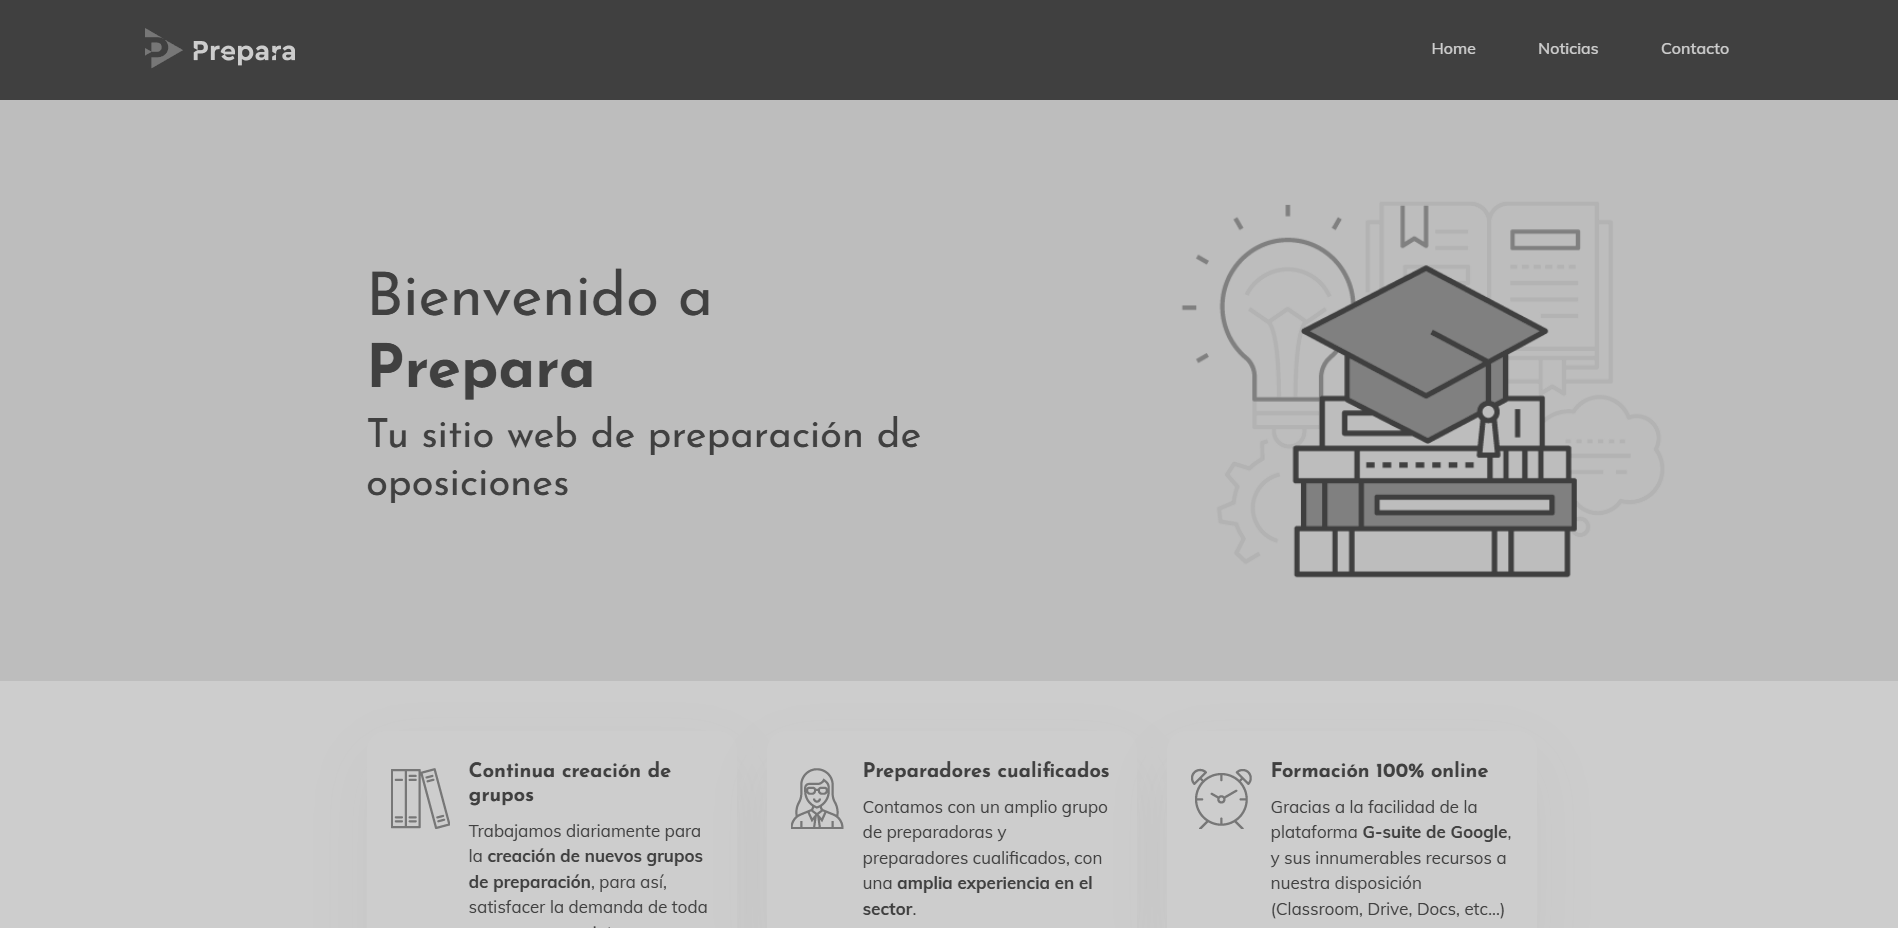 Prepara
Home
Noticias
Contacto
Bienvenido a
Prepara
Tu sitio web de preparación de
oposiciones
Continua creación de
grupos
Trabajamos diariamente para
la creación de nuevos grupos
de preparación, para así,
satisfacer la demanda de toda
Preparadores cualificados
Contamos con un amplio grupo
de preparadoras y
preparadores cualificados, con
una amplia experiencia en el
sector.
Formación 100% online
Gracias a la facilidad de la
plataforma G-suite de Google,
y sus innumerables recursos a
nuestra disposición
(Classroom, Drive, Docs, etc...)